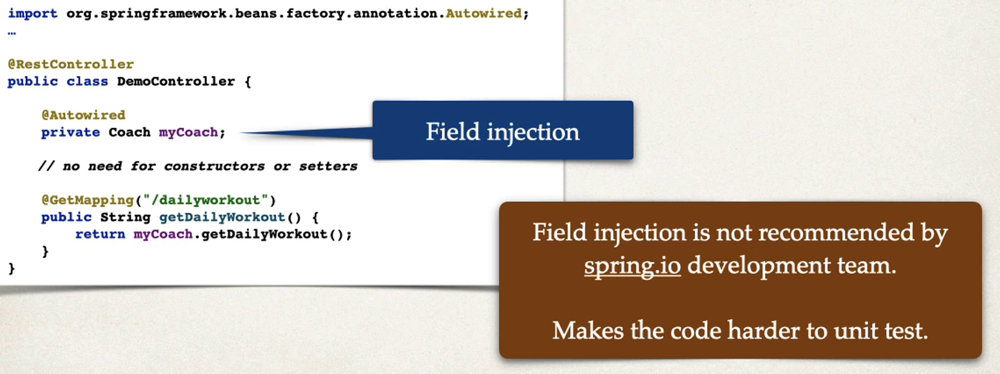 import org.springframework.beans.factory.annotation.Autowired;
…
@RestController
public class DemoController {
@Autowired
private Coach myCoach;
Field injection
// no need for constructors or setters
@GetMapping("/dailyworkout")
public String getDailyWorkout() {
return myCoach.getDailyWorkout();
}
}
Field injection is not recommended by
spring.io development team.
Makes the code harder to unit test.